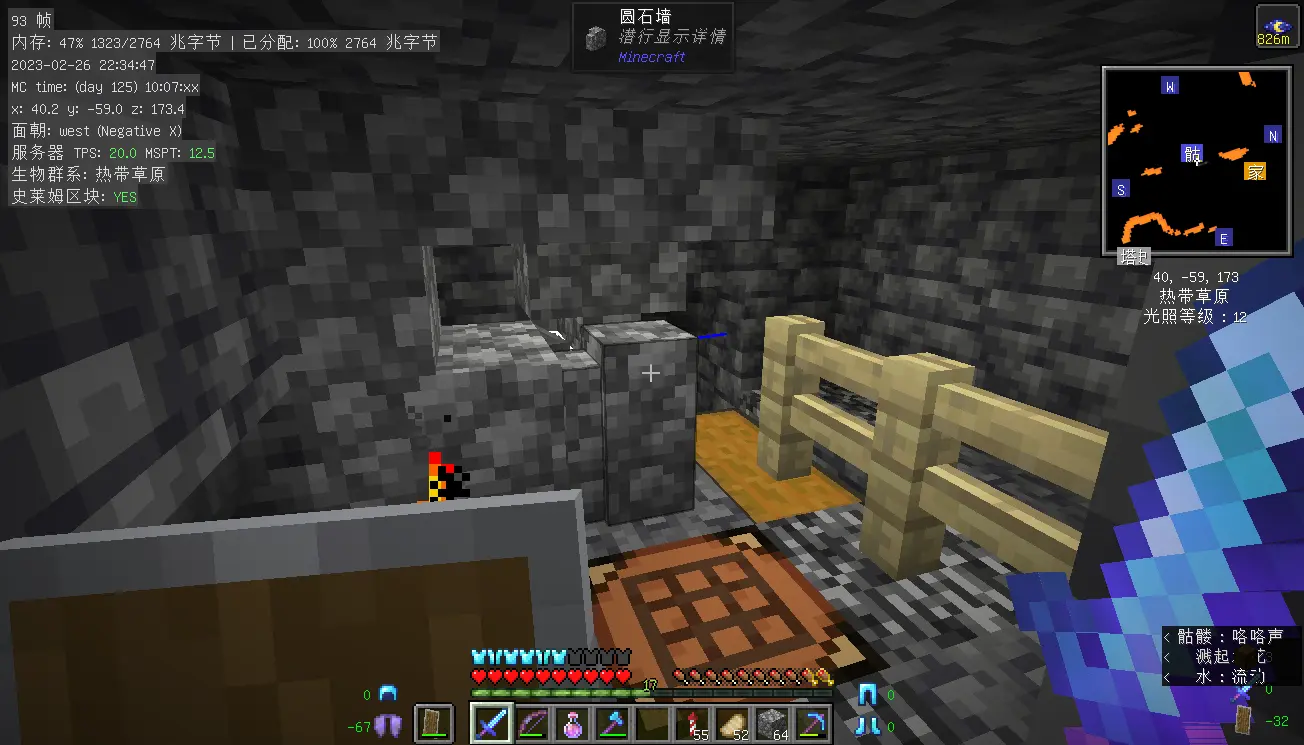 93 帧
内存: 47% 1323/2764 兆字节 | 已分配: 100% 2764 兆字节
2023-02-26 22:34:47
MC time: (day 125) 10:07:xx
x: 40.2 y: -59.0 z: 173.4
面朝: west (Negative X)
服务器 TPS: 20.0 MSPT: 12.5
生物群系: 热带草原
史莱姆区块: YES
圆石墙
潜行显示详情
Minecraft
826m
W
N
骷
家
S
E
40, -59, 173
热带草原
光照等级 : 12
< 骷髅 : 咯咯声
< 溅起
< 水 : 流动
17
0
-67
55
52
64
0
0
0
-32